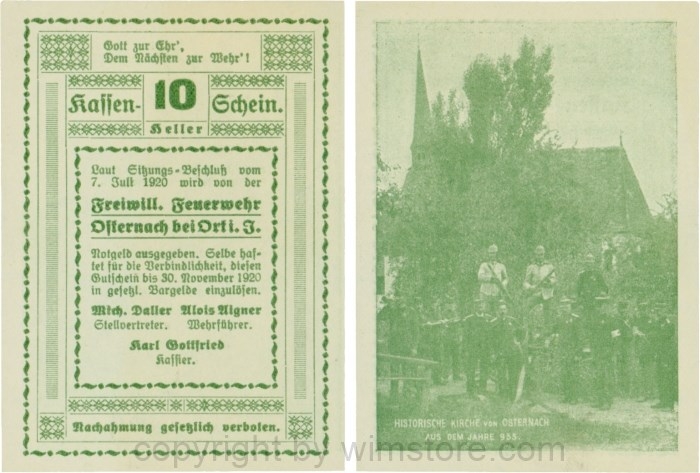 Gott zur Ehr',
Dem Nächsten zur Wehr'!
Kassen- 10 Schein.
Heller
Laut Sitzungs-Beschluß vom
7. Juli 1920 wird von der
Freiwill. Feuerwehr
Osternach bei Ort i. I.
Notgeld ausgegeben. Selbe haf-
tet für die Verbindlichkeit, diesen
Gutschein bis 30. November 1920
in gesetzl. Bargelde einzulösen.
Mich. Daller Alois Aigner
Stellvertreter. Wehrführer.
Karl Gottfried
Kassier.
Nachahmung gesetzlich verboten.
HISTORISCHE KIRCHE von OSTERNACH
AUS DEM JAHRE 933.
copyright by wimstore.com